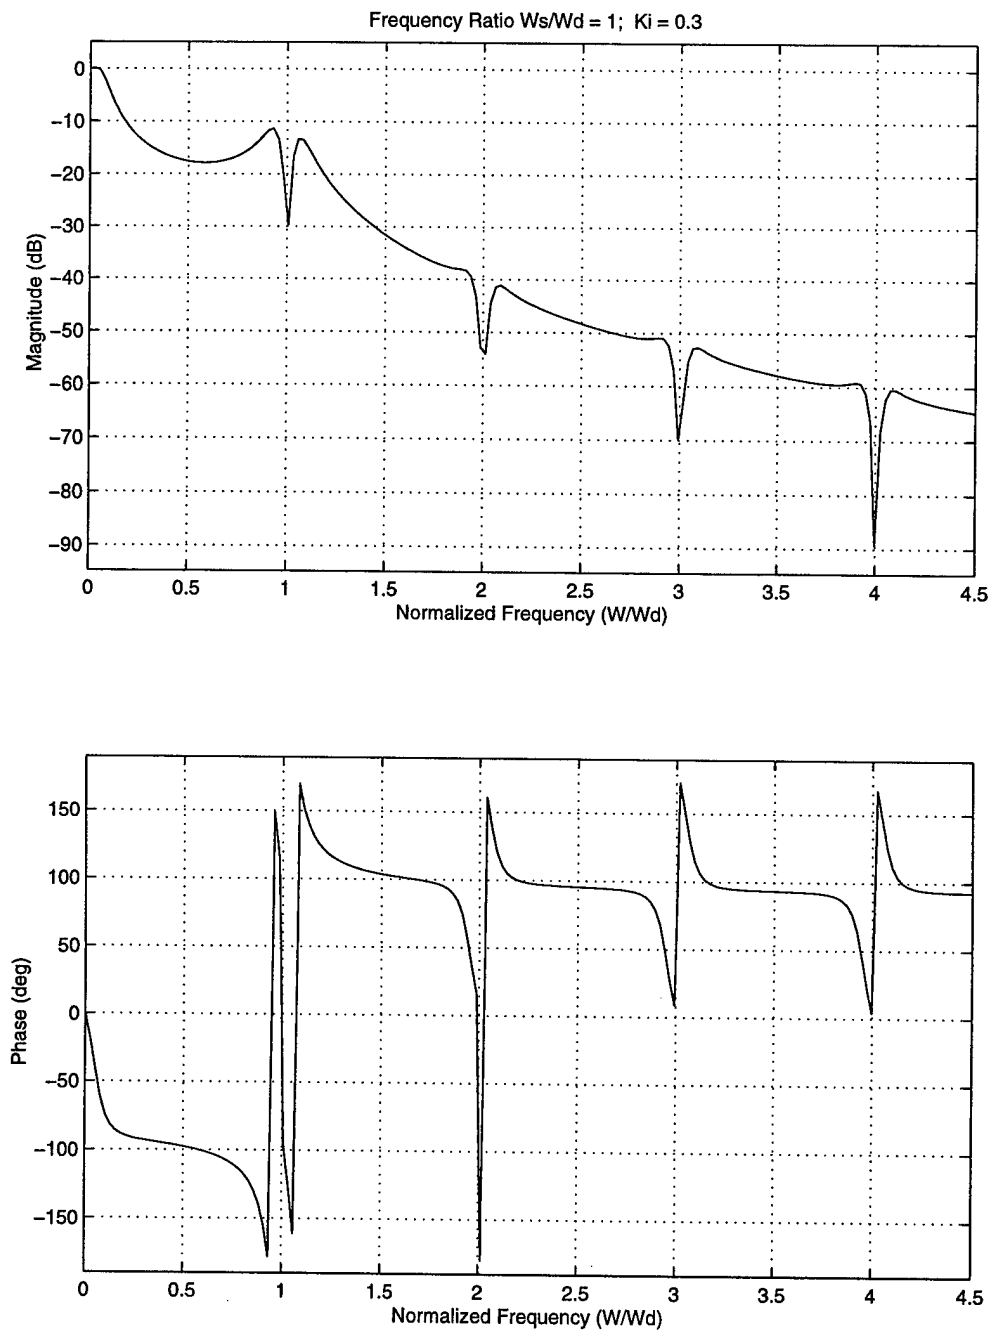 Frequency Ratio Ws/Wd = 1; Ki = 0.3
Magnitude (dB)
0
−10
−20
−30
−40
−50
−60
−70
−80
−90
0 0.5 1 1.5 2 2.5 3 3.5 4 4.5
Normalized Frequency (W/Wd)
Phase (deg)
150
100
50
0
−50
−100
−150
0 0.5 1 1.5 2 2.5 3 3.5 4 4.5
Normalized Frequency (W/Wd)